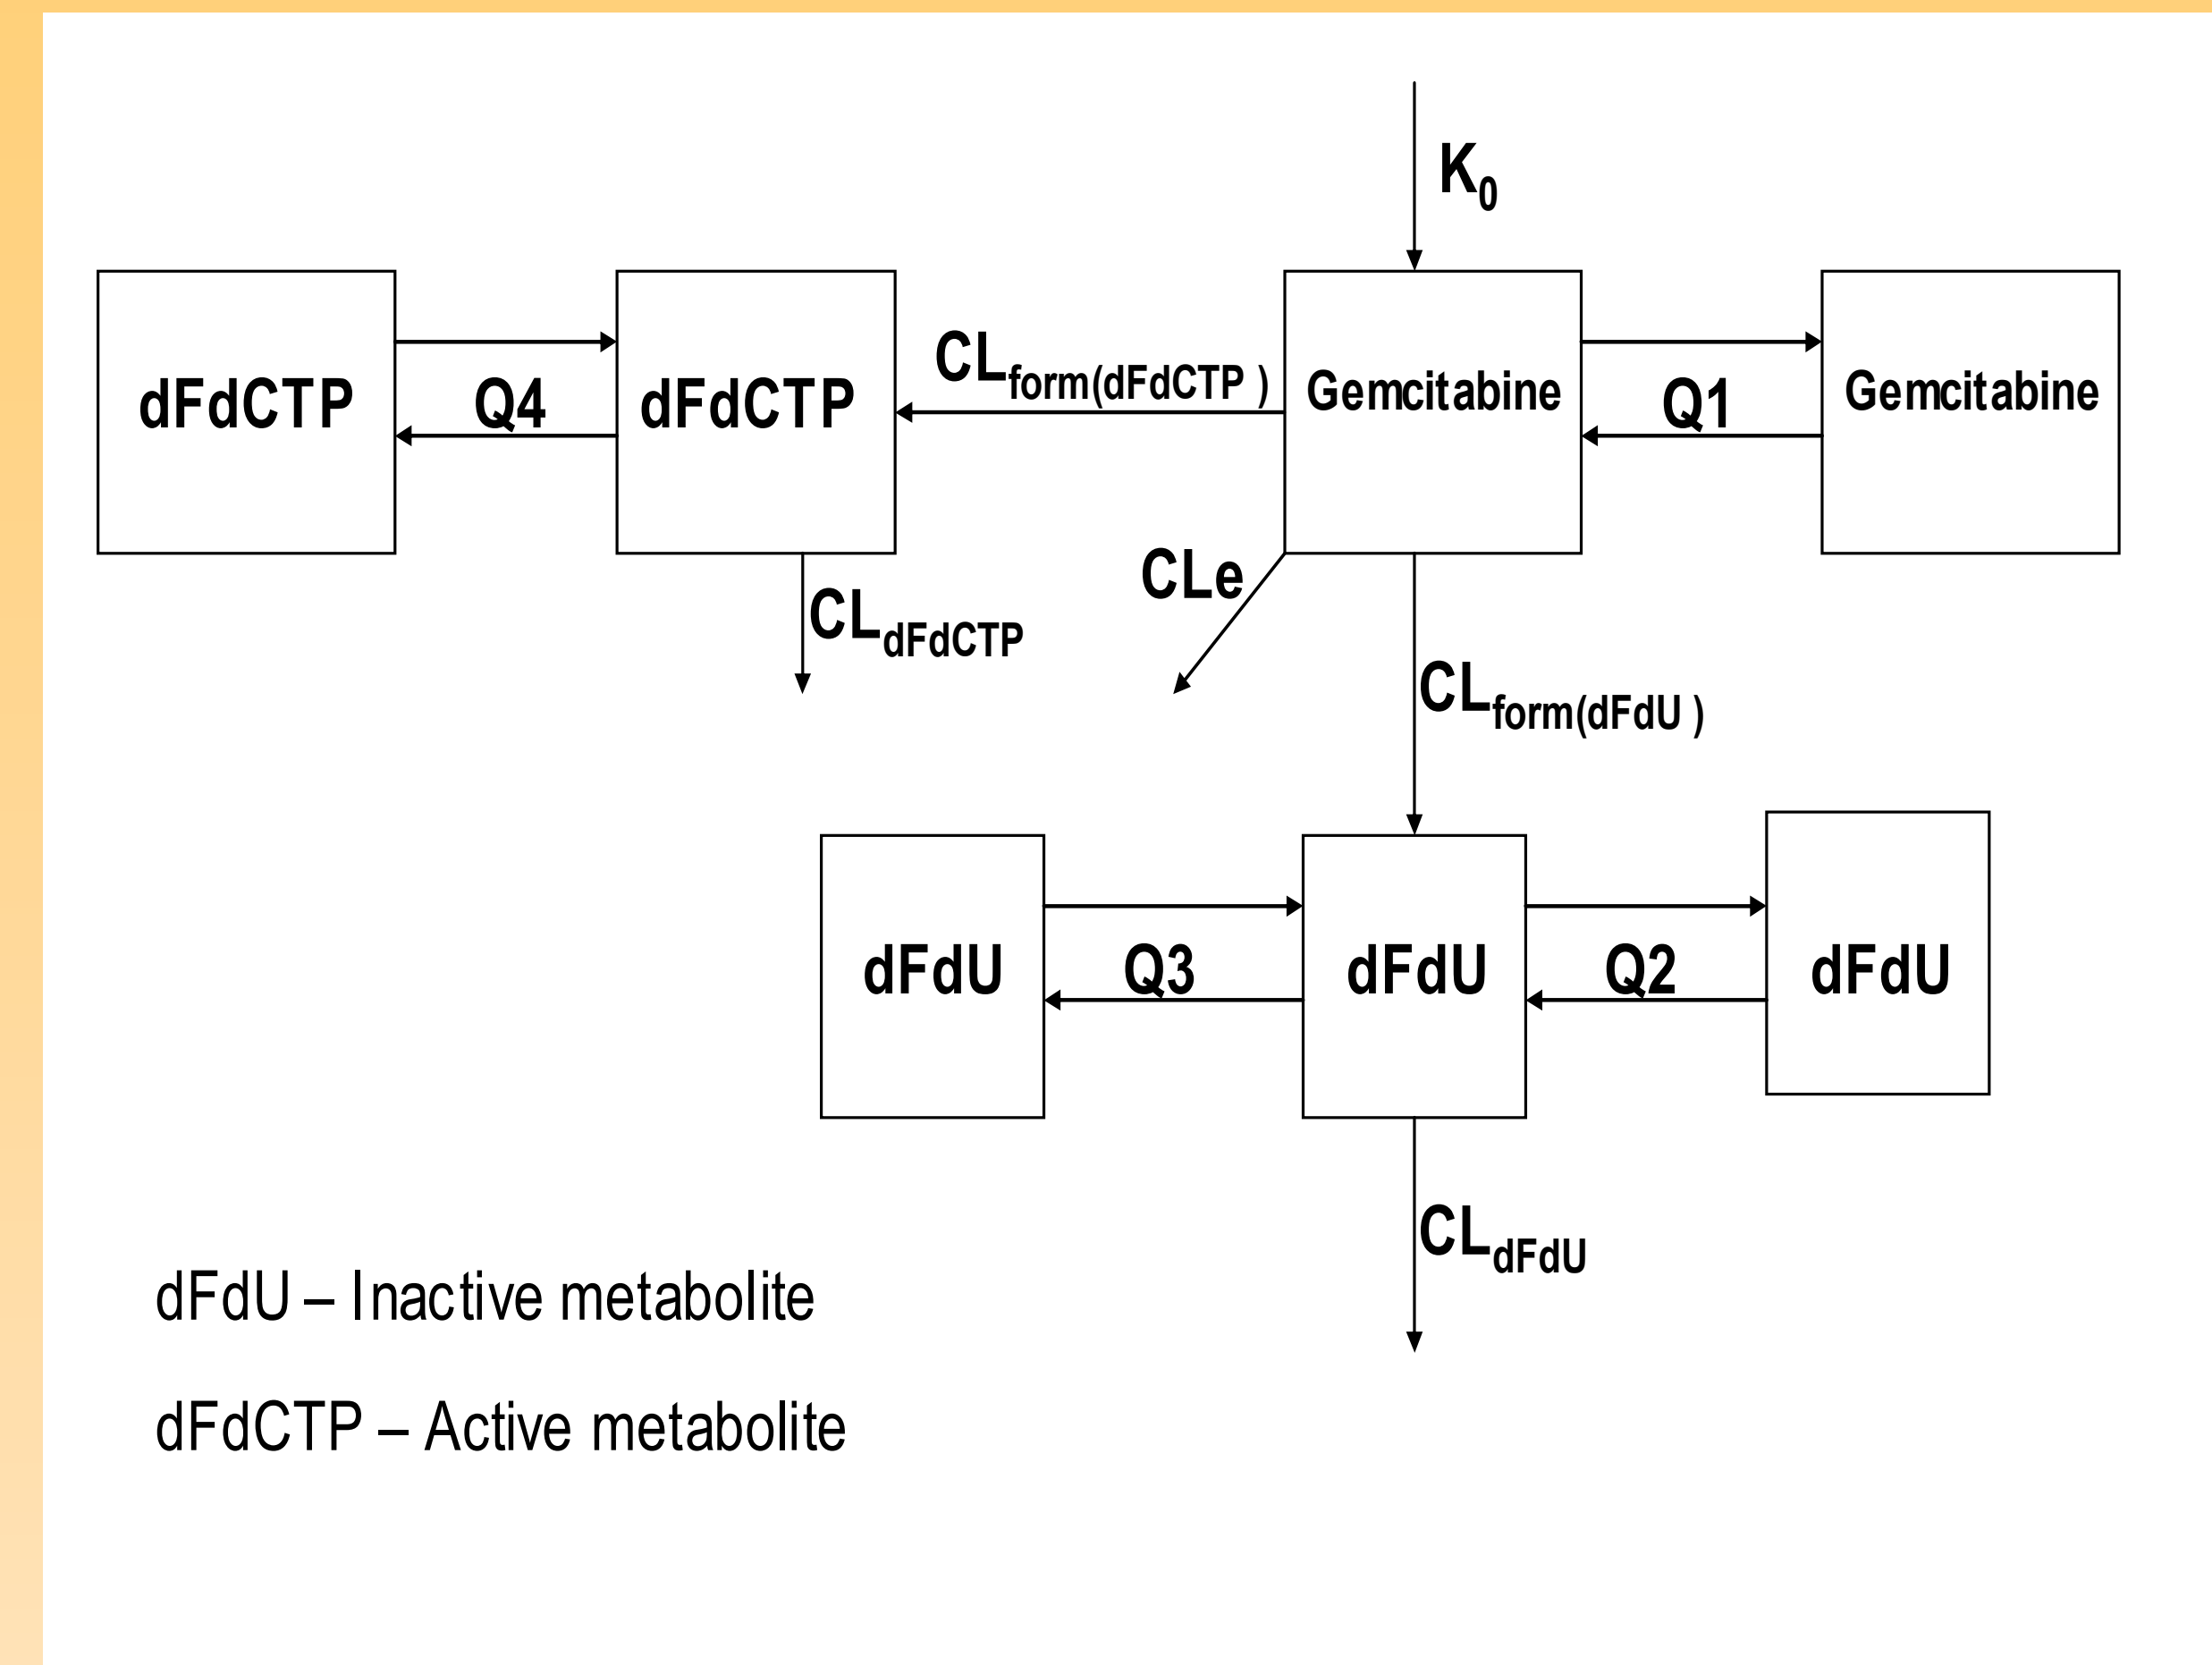 K0
dFdCTP Q4 dFdCTP CLform(dFdCTP ) Gemcitabine Q1 Gemcitabine
CLdFdCTP CLe
CLform(dFdU )
dFdU Q3 dFdU Q2 dFdU
CLdFdU
dFdU – Inactive metabolite
dFdCTP – Active metabolite